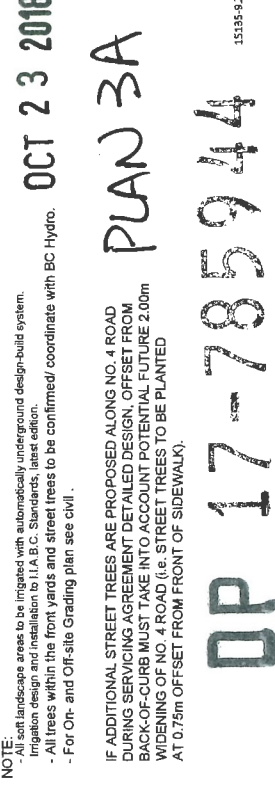 NOTE:
- All soft landscape areas to be irrigated with automatically underground design-build system.
Irrigation design and installation to I.I.A.B.C. Standards, latest edition.
- All trees within the front yards and street trees to be confirmed/ coordinate with BC Hydro.
- For On- and Off-site Grading plan see civil .
OCT 23 2018
IF ADDITIONAL STREET TREES ARE PROPOSED ALONG NO. 4 ROAD
DURING SERVICING AGREEMENT DETAILED DESIGN, OFFSET FROM
BACK-OF-CURB MUST TAKE INTO ACCOUNT POTENTIAL FUTURE 2.00m
WIDENING OF NO. 4 ROAD (i.e. STREET TREES TO BE PLANTED
AT 0.75m OFFSET FROM FRONT OF SIDEWALK).
PLAN 3A
DP 17-785944